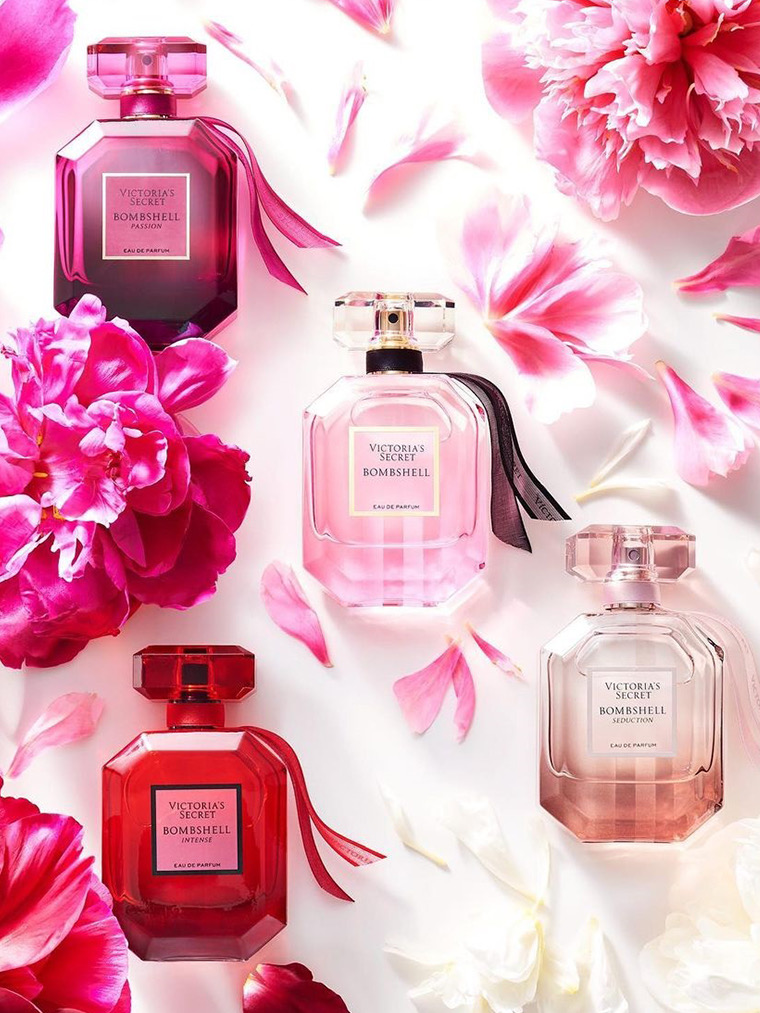 VICTORIA'S
SECRET
BOMBSHELL
PASSION
EAU DE PARFUM
VICTORIA'S
SECRET
BOMBSHELL
EAU DE PARFUM
VICTORIA'S
SECRET
BOMBSHELL
SEDUCTION
EAU DE PARFUM
VICTORIA'S
SECRET
BOMBSHELL
INTENSE
EAU DE PARFUM